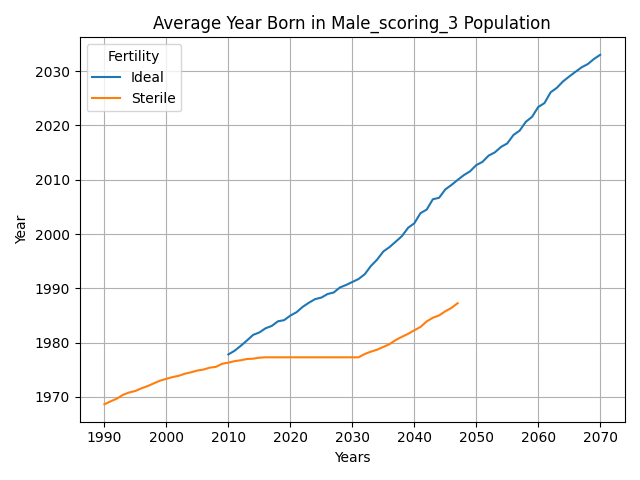 Average Year Born in Male_scoring_3 Population
Fertility
Ideal
Sterile
2030
2020
2010
2000
1990
1980
1970
Year
1990 2000 2010 2020 2030 2040 2050 2060 2070
Years